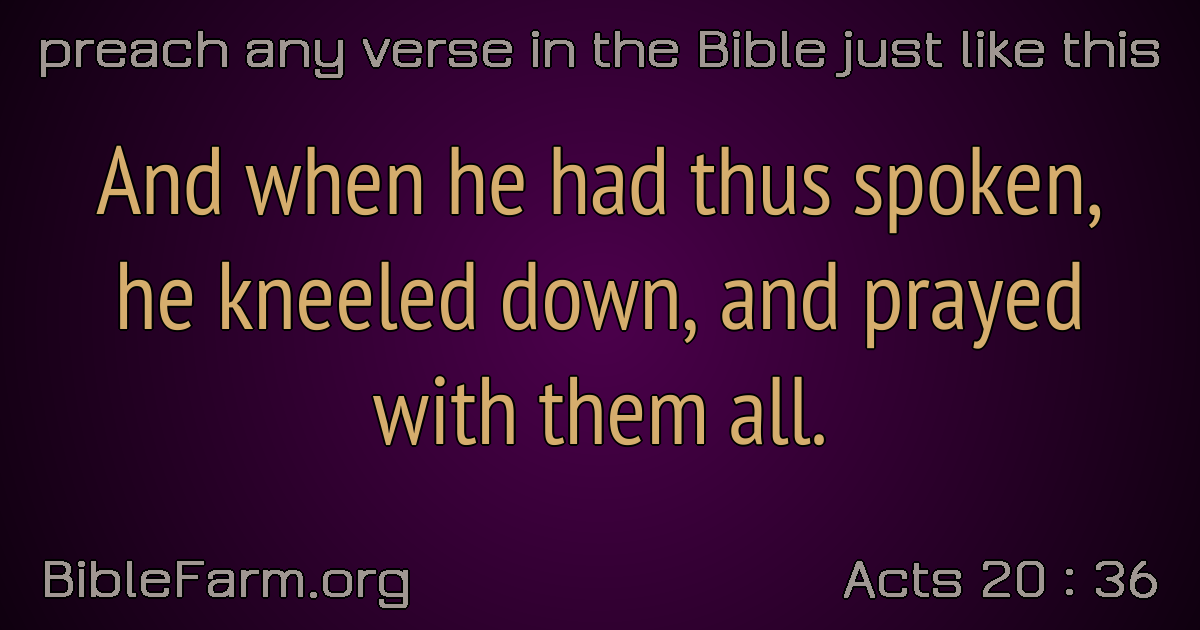 preach any verse in the Bible just like this
And when he had thus spoken,
he kneeled down, and prayed
with them all.
BibleFarm.org
Acts 20 : 36